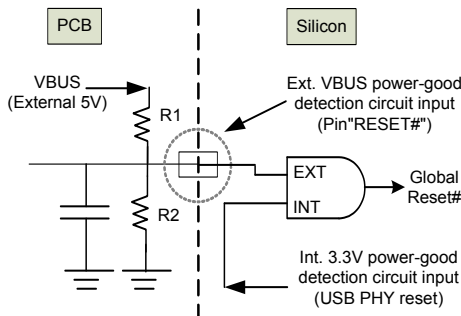 PCB
Silicon
VBUS
(External 5V)
R1
Ext. VBUS power-good
detection circuit input
(Pin"RESET#")
EXT
INT
Global
Reset#
R2
Int. 3.3V power-good
detection circuit input
(USB PHY reset)